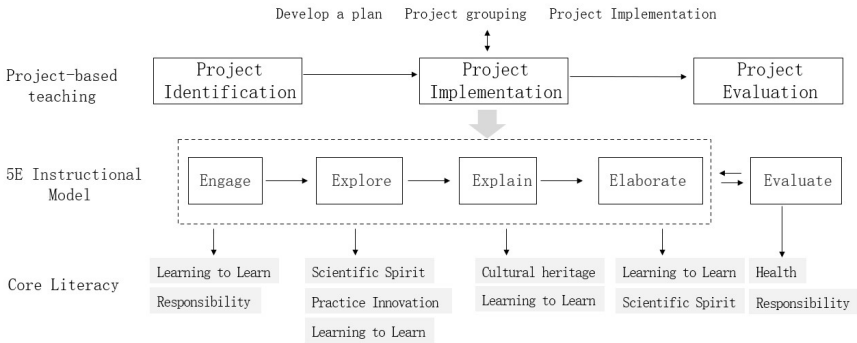 Develop a plan Project grouping Project Implementation
Project-based
teaching
Project
Identification
Project
Implementation
Project
Evaluation
5E Instructional
Model
Engage
Explore
Explain
Elaborate
Evaluate
Core Literacy
Learning to Learn
Responsibility
Scientific Spirit
Practice Innovation
Learning to Learn
Cultural heritage
Learning to Learn
Learning to Learn
Scientific Spirit
Health
Responsibility